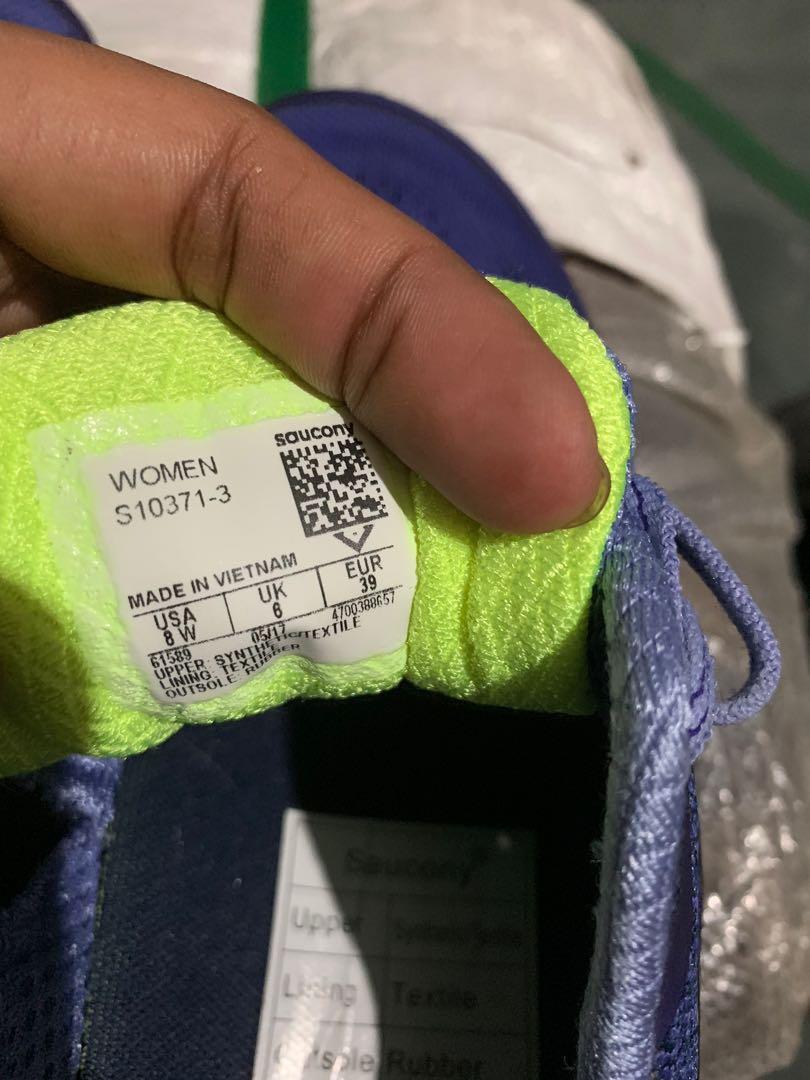 saucony
WOMEN
S10371-3
MADE IN VIETNAM
USA UK EUR
8 W 6 39
61589 05/17 4700388657
UPPER: SYNTHETIC/TEXTILE
LINING: TEXTILE
OUTSOLE: RUBBER
Saucony
Upper
Lining Textile
Outsole Rubber